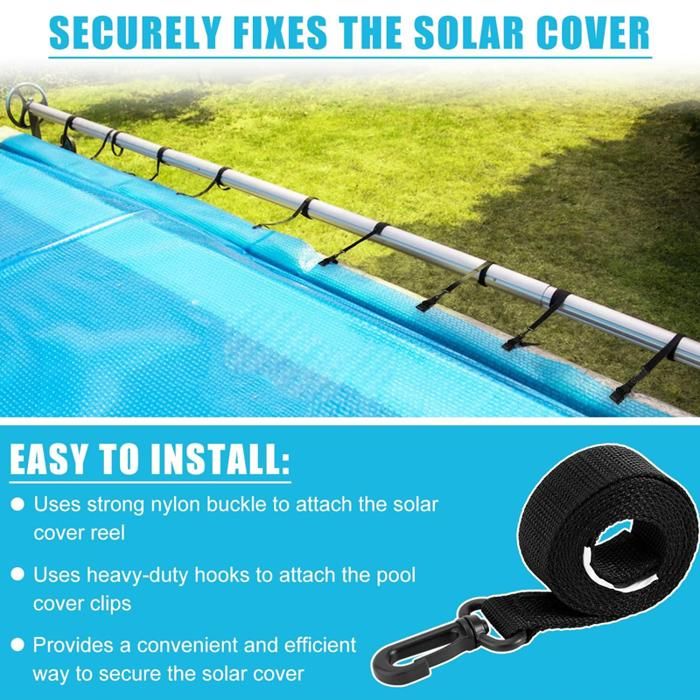 SECURELY FIXES THE SOLAR COVER
EASY TO INSTALL:
● Uses strong nylon buckle to attach the solar
cover reel
● Uses heavy-duty hooks to attach the pool
cover clips
● Provides a convenient and efficient
way to secure the solar cover